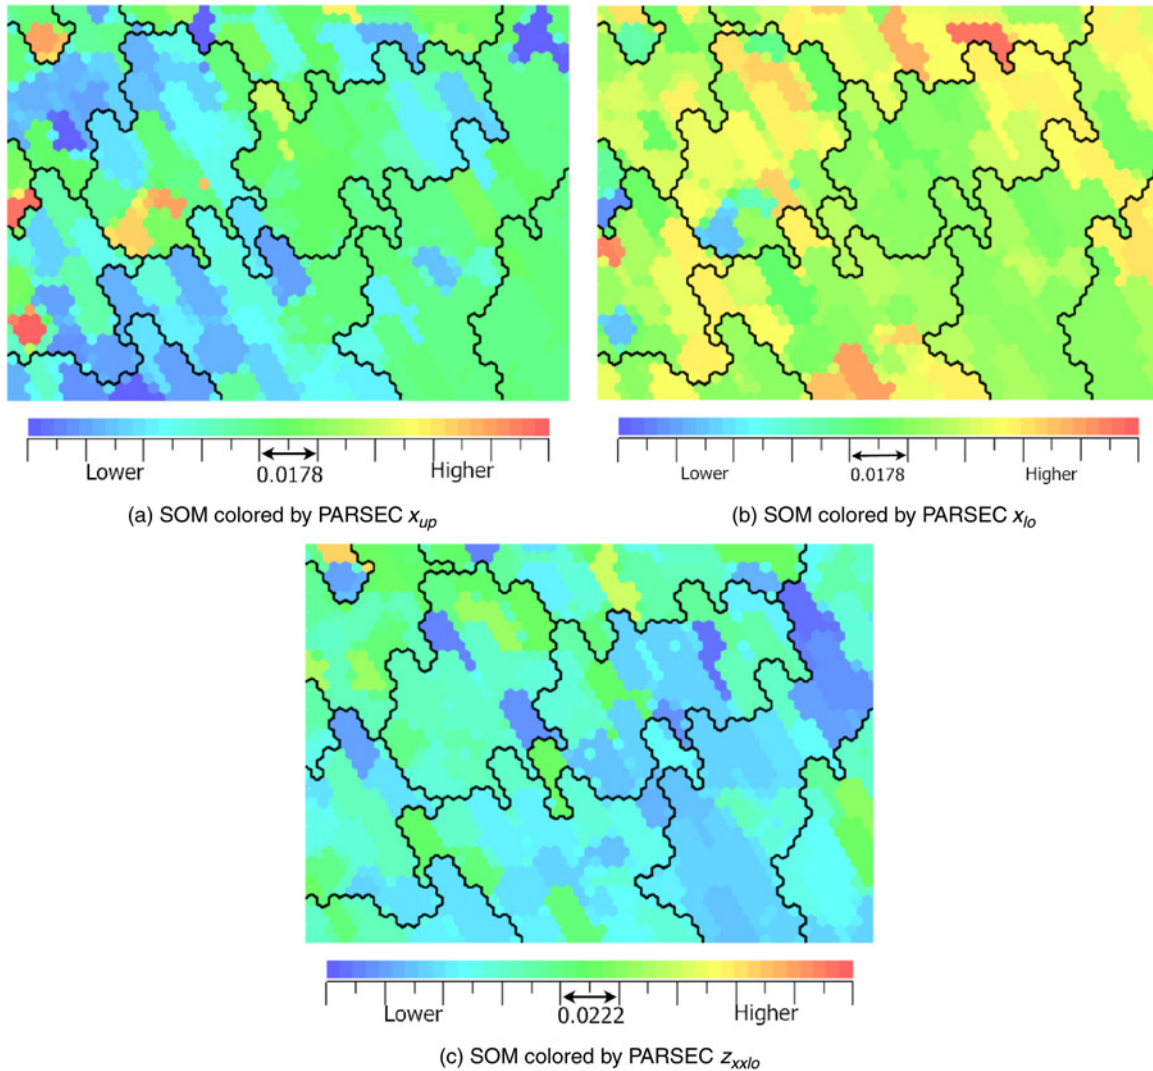 Lower Higher
0.0178
(a) SOM colored by PARSEC x_up
Lower Higher
0.0178
(b) SOM colored by PARSEC x_lo
Lower Higher
0.0222
(c) SOM colored by PARSEC z_xxlo